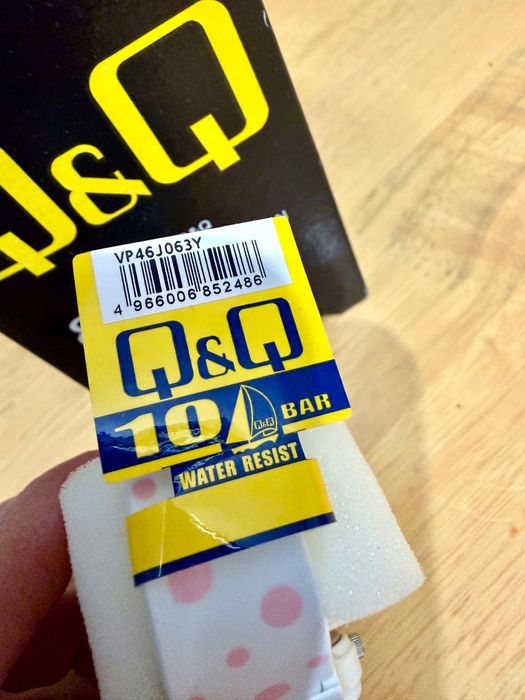 Q&Q
VP46J063Y
4 966006 852486
Q&Q
10 BAR
Q&Q
WATER RESIST